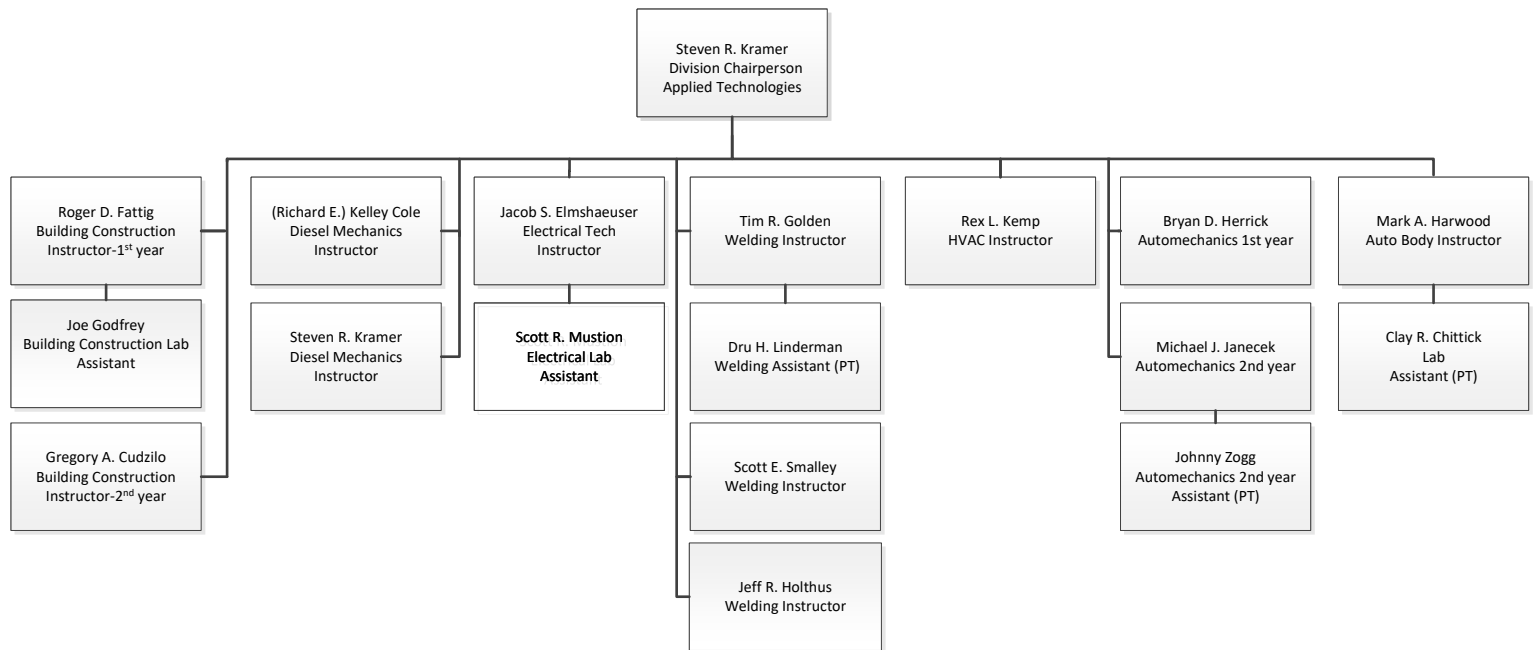 Steven R. Kramer
Division Chairperson
Applied Technologies
Roger D. Fattig
Building Construction
Instructor-1st year
Joe Godfrey
Building Construction Lab
Assistant
Gregory A. Cudzilo
Building Construction
Instructor-2nd year
(Richard E.) Kelley Cole
Diesel Mechanics
Instructor
Steven R. Kramer
Diesel Mechanics
Instructor
Jacob S. Elmshaeuser
Electrical Tech
Instructor
Scott R. Mustion
Electrical Lab
Assistant
Tim R. Golden
Welding Instructor
Dru H. Linderman
Welding Assistant (PT)
Scott E. Smalley
Welding Instructor
Jeff R. Holthus
Welding Instructor
Rex L. Kemp
HVAC Instructor
Bryan D. Herrick
Automechanics 1st year
Michael J. Janecek
Automechanics 2nd year
Johnny Zogg
Automechanics 2nd year
Assistant (PT)
Mark A. Harwood
Auto Body Instructor
Clay R. Chittick
Lab
Assistant (PT)